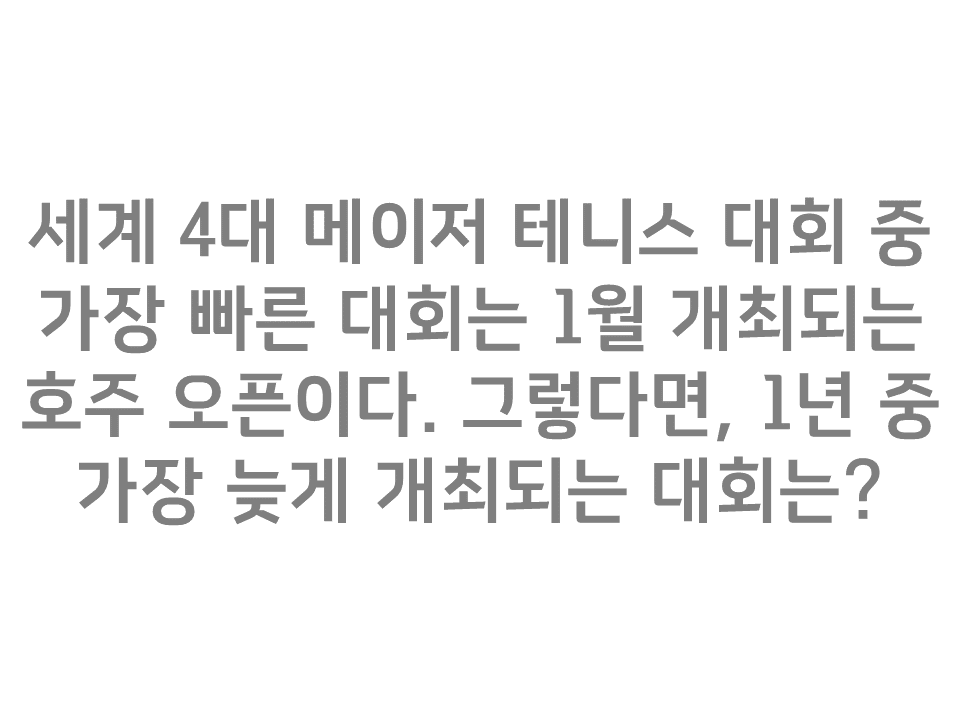 세계 4대 메이저 테니스 대회 중
가장 빠른 대회는 1월 개최되는
호주 오픈이다. 그렇다면, 1년 중
가장 늦게 개최되는 대회는?